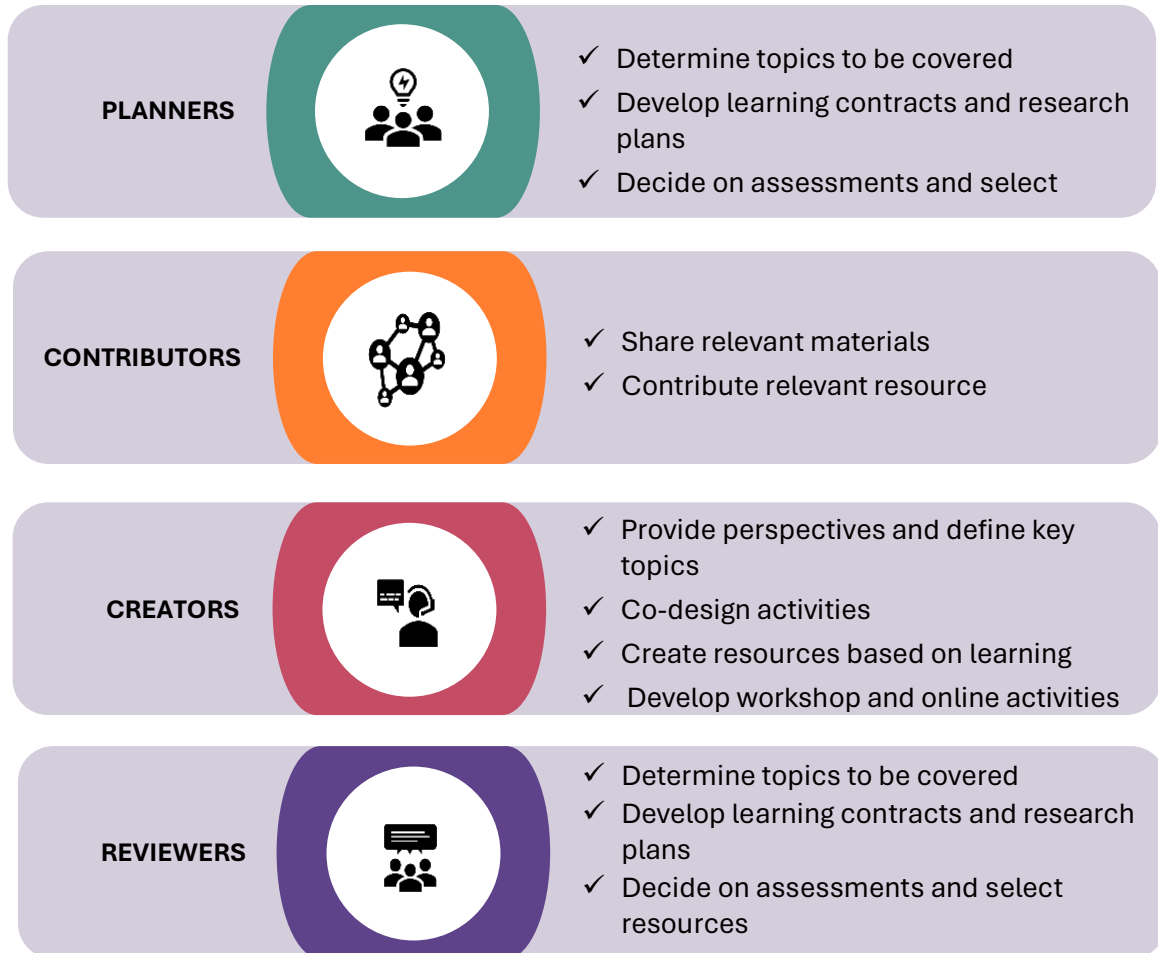 PLANNERS
✓ Determine topics to be covered
✓ Develop learning contracts and research
plans
✓ Decide on assessments and select
CONTRIBUTORS
✓ Share relevant materials
✓ Contribute relevant resource
CREATORS
✓ Provide perspectives and define key
topics
✓ Co-design activities
✓ Create resources based on learning
✓ Develop workshop and online activities
REVIEWERS
✓ Determine topics to be covered
✓ Develop learning contracts and research
plans
✓ Decide on assessments and select
resources